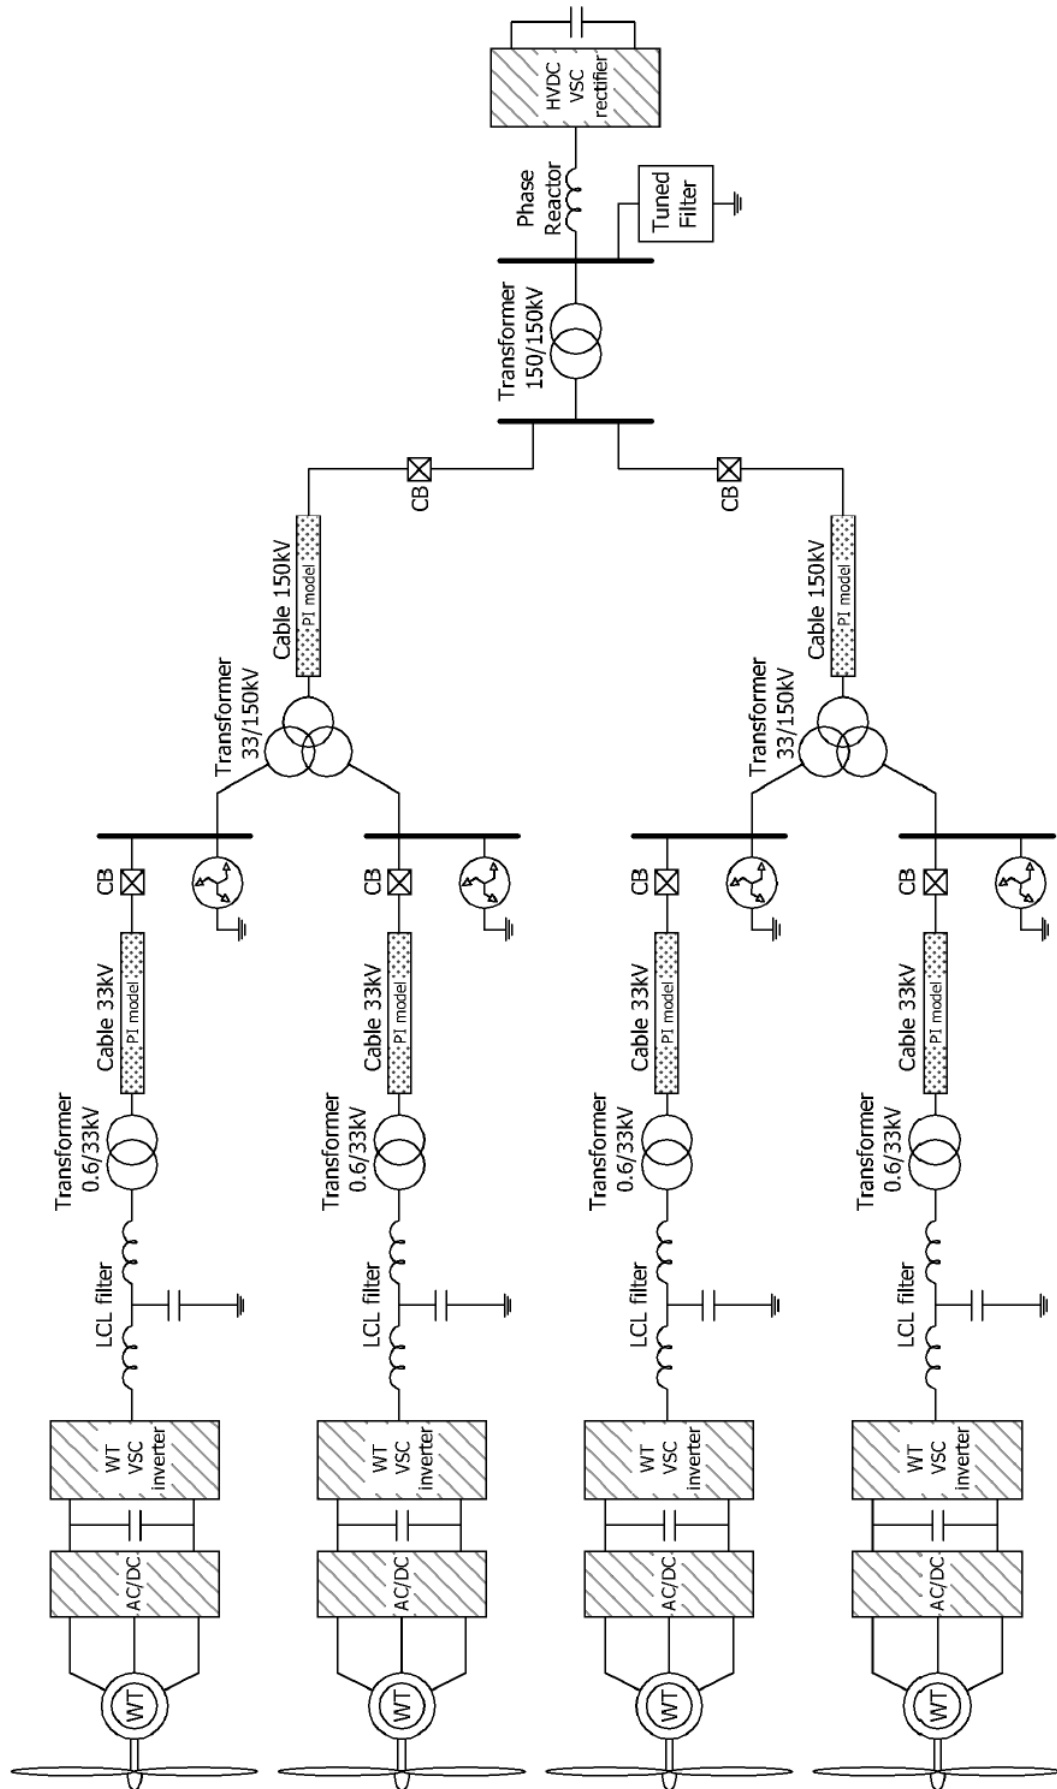 HVDC
VSC
rectifier
Phase
Reactor
Tuned
Filter
Transformer
150/150kV
CB
CB
Cable 150kV
PI model
Cable 150kV
PI model
Transformer
33/150kV
Transformer
33/150kV
CB
CB
CB
CB
Cable 33kV
PI model
Cable 33kV
PI model
Cable 33kV
PI model
Cable 33kV
PI model
Transformer
0.6/33kV
Transformer
0.6/33kV
Transformer
0.6/33kV
Transformer
0.6/33kV
LCL filter
LCL filter
LCL filter
LCL filter
WT
VSC
inverter
WT
VSC
inverter
WT
VSC
inverter
WT
VSC
inverter
AC/DC
AC/DC
AC/DC
AC/DC
WT
WT
WT
WT